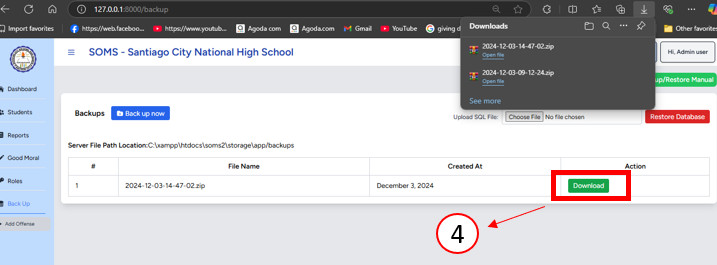 127.0.0.1:8000/backup
Import favorites
https://web.faceboo...
https://www.youtub...
Agoda.com
Agoda.com
Gmail
YouTube
giving d
Other favorites
Downloads
2024-12-03-14-47-02.zip
Open file
2024-12-03-09-12-24.zip
Open file
See more
SOMS - Santiago City National High School
Hi, Admin user
up/Restore Manual
Dashboard
Students
Reports
Good Moral
Roles
Back Up
Add Offense
Backups
Back up now
Upload SQL File:
Choose File
No file chosen
Restore Database
Server File Path Location:C:\xampp\htdocs\soms2\storage\app/backups
# File Name Created At Action
1 2024-12-03-14-47-02.zip December 3, 2024 Download
4